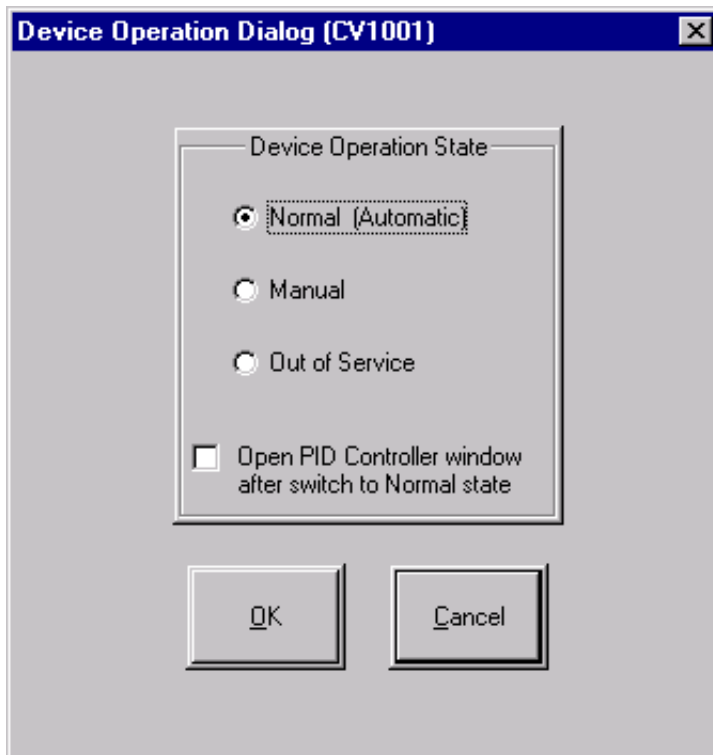 Device Operation Dialog (CV1001)
Device Operation State
Normal (Automatic)
Manual
Out of Service
Open PID Controller window
after switch to Normal state
OK
Cancel